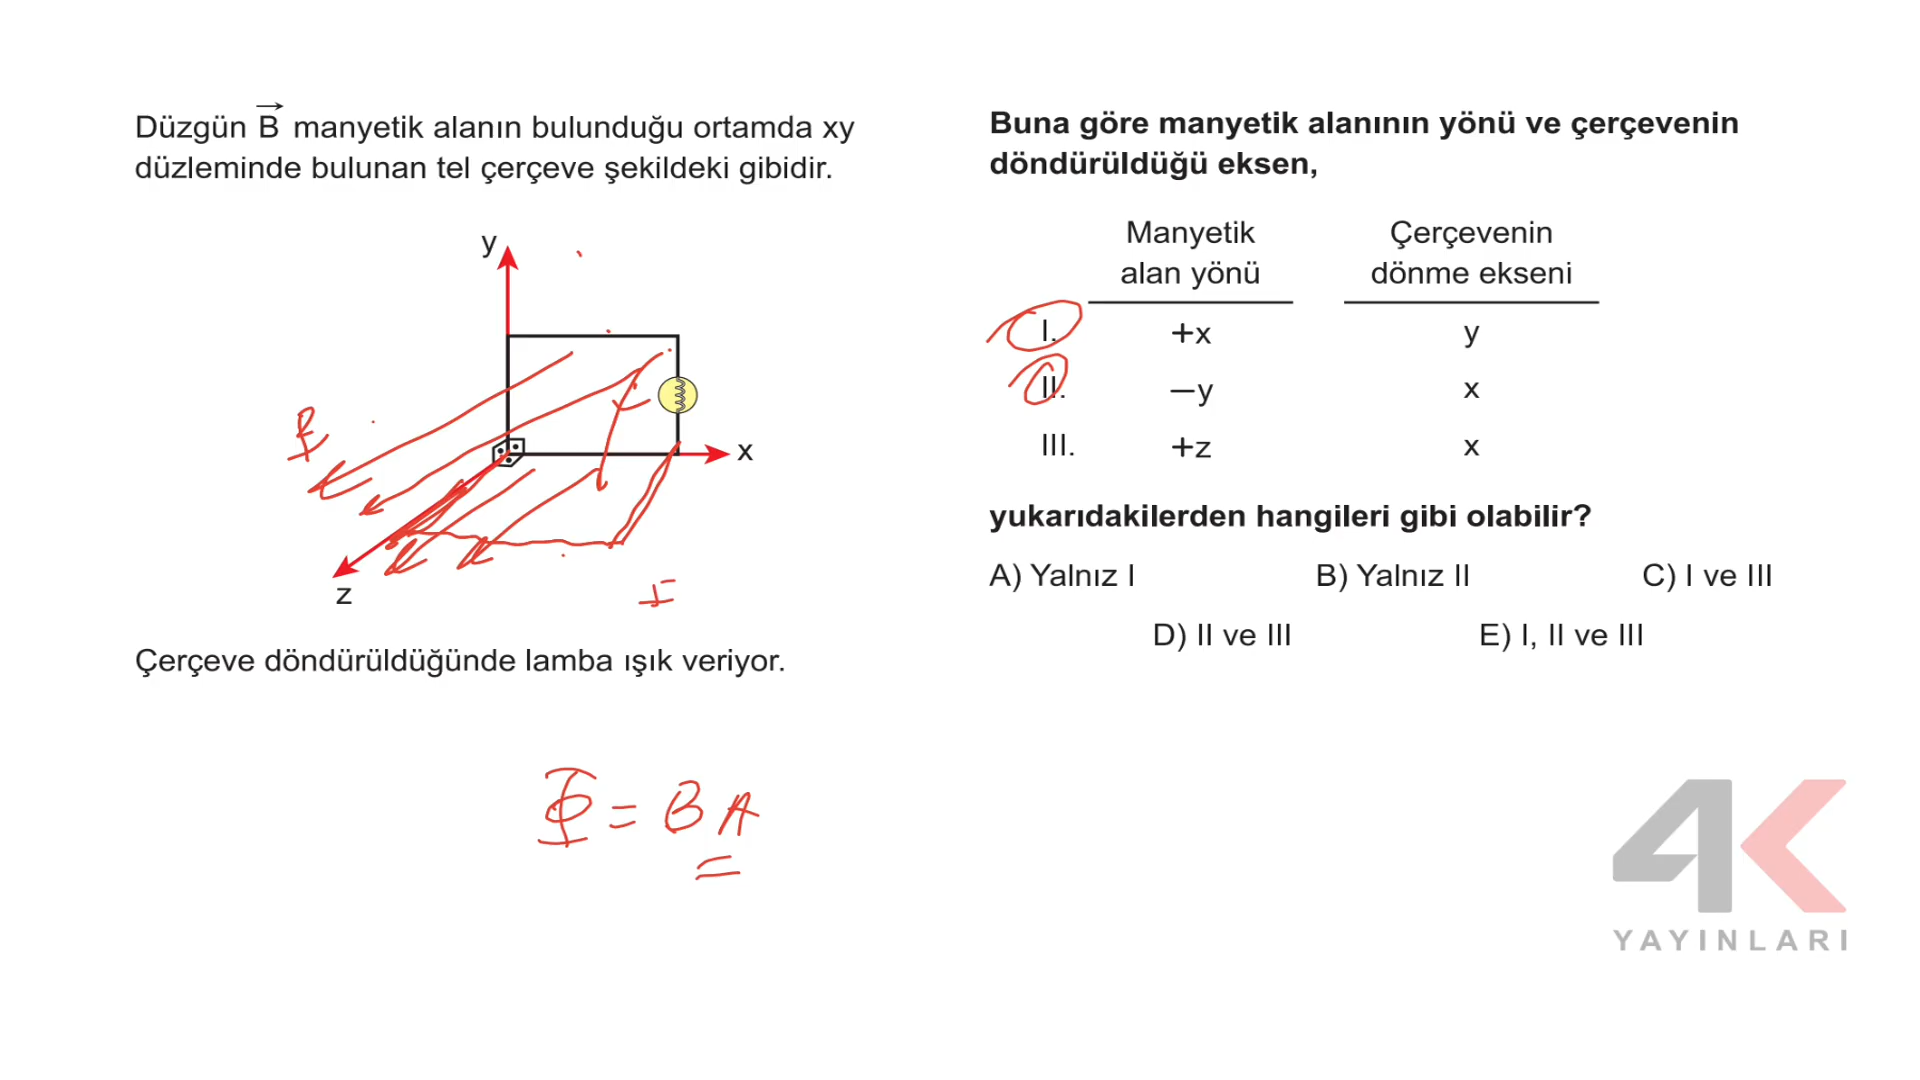 Düzgün B manyetik alanın bulunduğu ortamda xy
düzleminde bulunan tel çerçeve şekildeki gibidir.
y
x
z
Çerçeve döndürüldüğünde lamba ışık veriyor.
Φ = B A
Buna göre manyetik alanının yönü ve çerçevenin
döndürüldüğü eksen,
Manyetik alan yönü
Çerçevenin dönme ekseni
I. +x y
II. –y x
III. +z x
yukarıdakilerden hangileri gibi olabilir?
A) Yalnız I B) Yalnız II C) I ve III
D) II ve III E) I, II ve III
4K
YAYINLARI